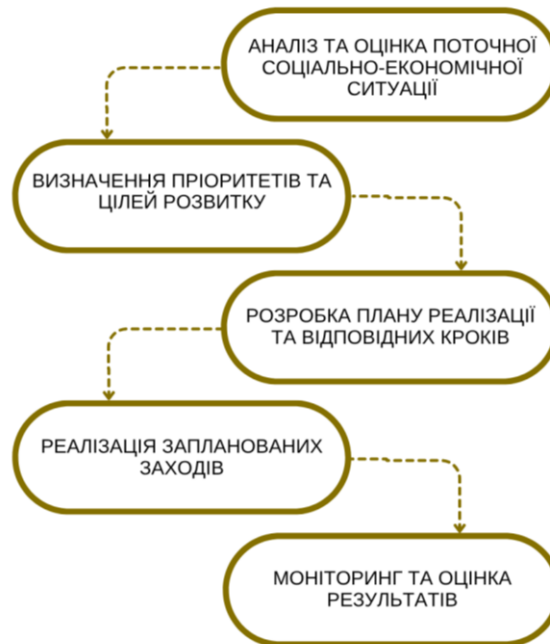 АНАЛІЗ ТА ОЦІНКА ПОТОЧНОЇ
СОЦІАЛЬНО-ЕКОНОМІЧНОЇ
СИТУАЦІЇ
ВИЗНАЧЕННЯ ПРІОРИТЕТІВ ТА
ЦІЛЕЙ РОЗВИТКУ
РОЗРОБКА ПЛАНУ РЕАЛІЗАЦІЇ
ТА ВІДПОВІДНИХ КРОКІВ
РЕАЛІЗАЦІЯ ЗАПЛАНОВАНИХ
ЗАХОДІВ
МОНІТОРИНГ ТА ОЦІНКА
РЕЗУЛЬТАТІВ